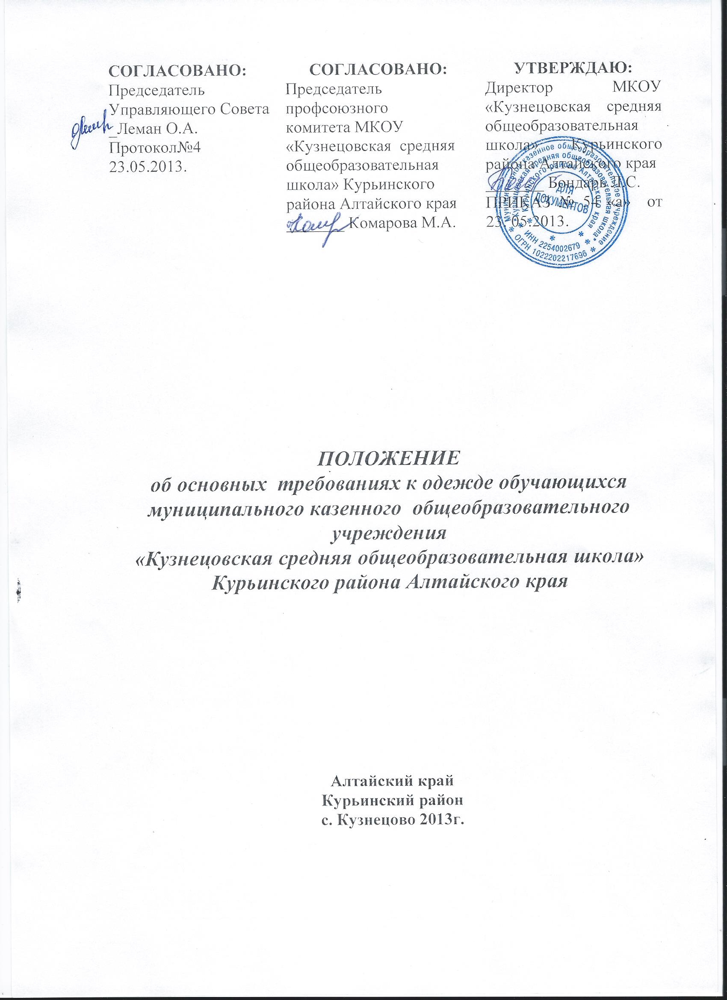 СОГЛАСОВАНО:
Председатель
Управляющего Совета
_ Леман О.А.
Протокол№4
23.05.2013.
СОГЛАСОВАНО:
Председатель
профсоюзного
комитета МКОУ
«Кузнецовская средняя
общеобразовательная
школа» Курьинского
района Алтайского края
_______ Комарова М.А.
УТВЕРЖДАЮ:
Директор МКОУ
«Кузнецовская средняя
общеобразовательная
школа» Курьинского
района Алтайского края
_______ Бондарь Л.С.
ПРИКАЗ № 54 «а» от
23. 05.2013.
Муниципальное казенное общеобразовательное учреждение
"Кузнецовская средняя общеобразовательная школа"
Курьинского района Алтайского края
* ИНН 2254002679 *
* ОГРН 1022202217696 *
ДЛЯ
ДОКУМЕНТОВ
ПОЛОЖЕНИЕ
об основных требованиях к одежде обучающихся
муниципального казенного общеобразовательного
учреждения
«Кузнецовская средняя общеобразовательная школа»
Курьинского района Алтайского края
Алтайский край
Курьинский район
с. Кузнецово 2013г.